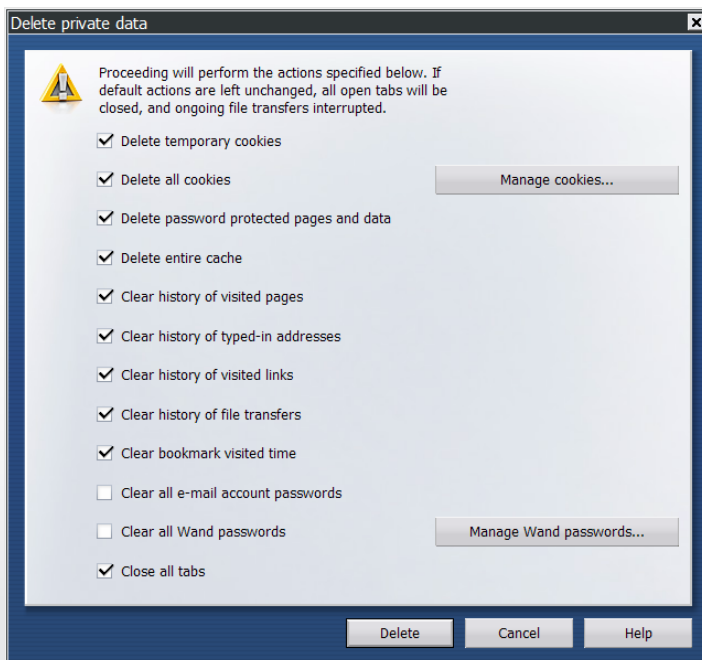 Delete private data
Proceeding will perform the actions specified below. If
default actions are left unchanged, all open tabs will be
closed, and ongoing file transfers interrupted.
Delete temporary cookies
Delete all cookies
Manage cookies...
Delete password protected pages and data
Delete entire cache
Clear history of visited pages
Clear history of typed-in addresses
Clear history of visited links
Clear history of file transfers
Clear bookmark visited time
Clear all e-mail account passwords
Clear all Wand passwords
Manage Wand passwords...
Close all tabs
Delete
Cancel
Help